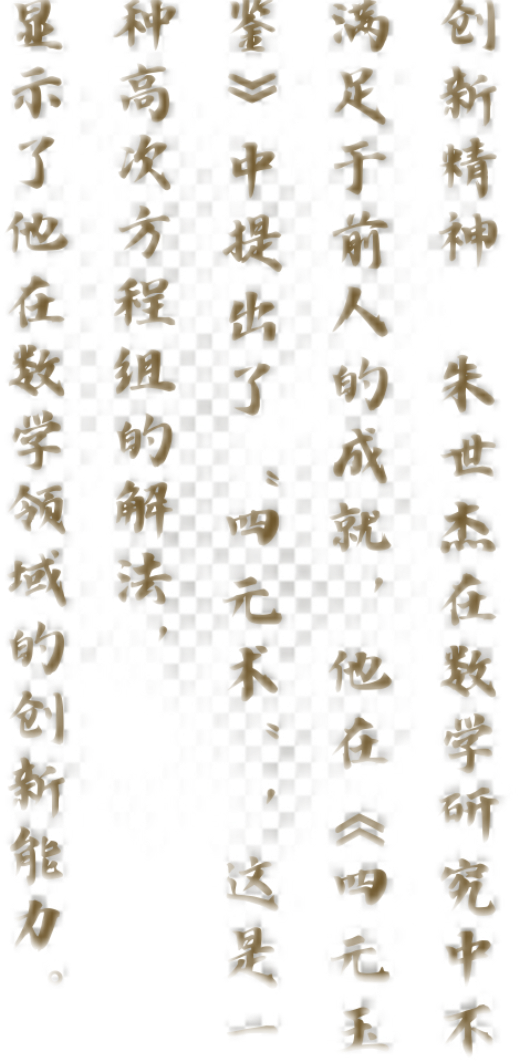 创新精神 朱世杰在数学研究中不
满足于前人的成就，他在《四元玉
鉴》中提出了“四元术”，这是一
种高次方程组的解法，
显示了他在数学领域的创新能力。